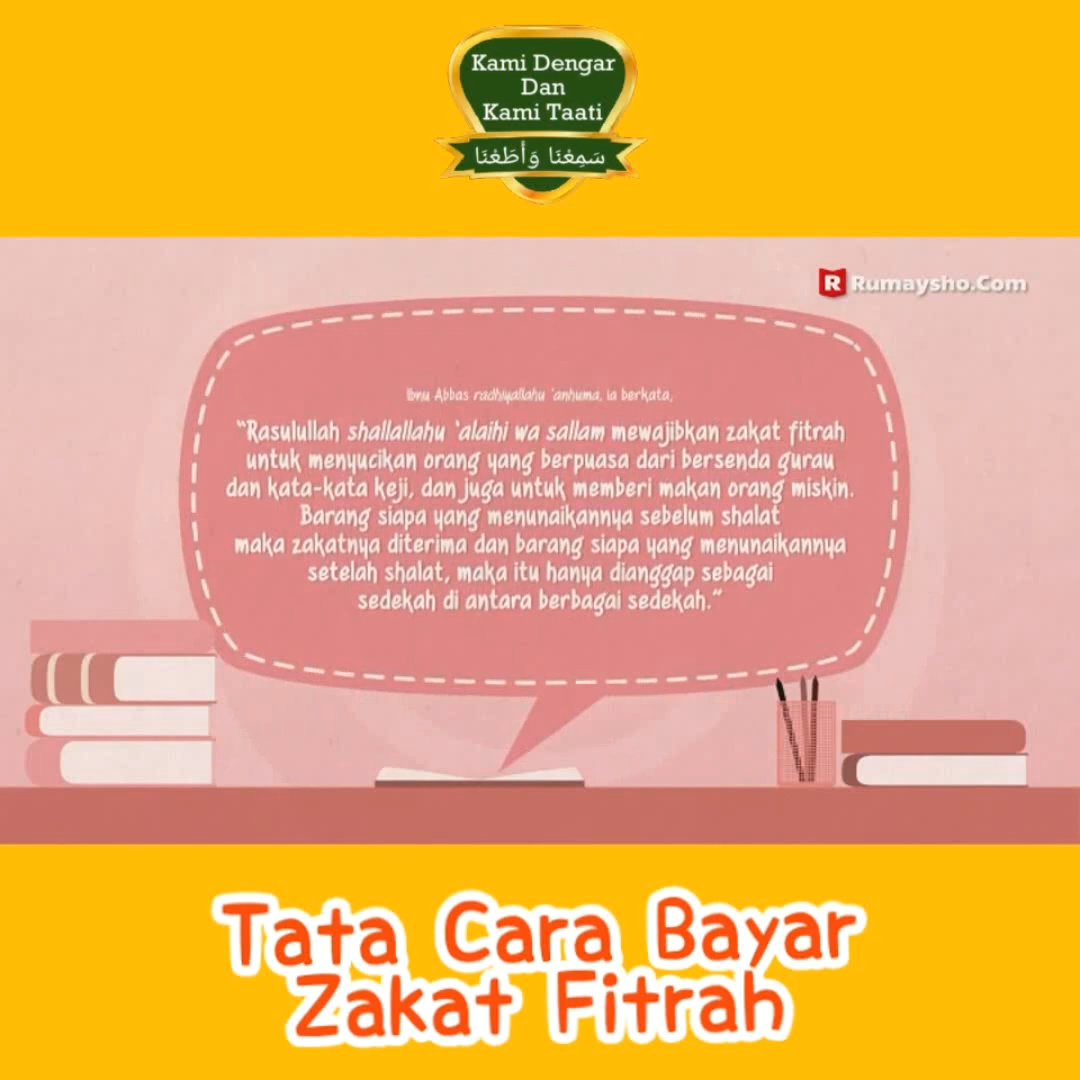 Kami Dengar
Dan
Kami Taati
سَمِعْنَا وَأَطَعْنَا
R Rumaysho.Com
Ibnu Abbas radhiyallahu 'anhuma, ia berkata,
"Rasulullah shallallahu 'alaihi wa sallam mewajibkan zakat fitrah
untuk menyucikan orang yang berpuasa dari bersenda gurau
dan kata-kata keji, dan juga untuk memberi makan orang miskin.
Barang siapa yang menunaikannya sebelum shalat
maka zakatnya diterima dan barang siapa yang menunaikannya
setelah shalat, maka itu hanya dianggap sebagai
sedekah di antara berbagai sedekah."
Tata Cara Bayar
Zakat Fitrah